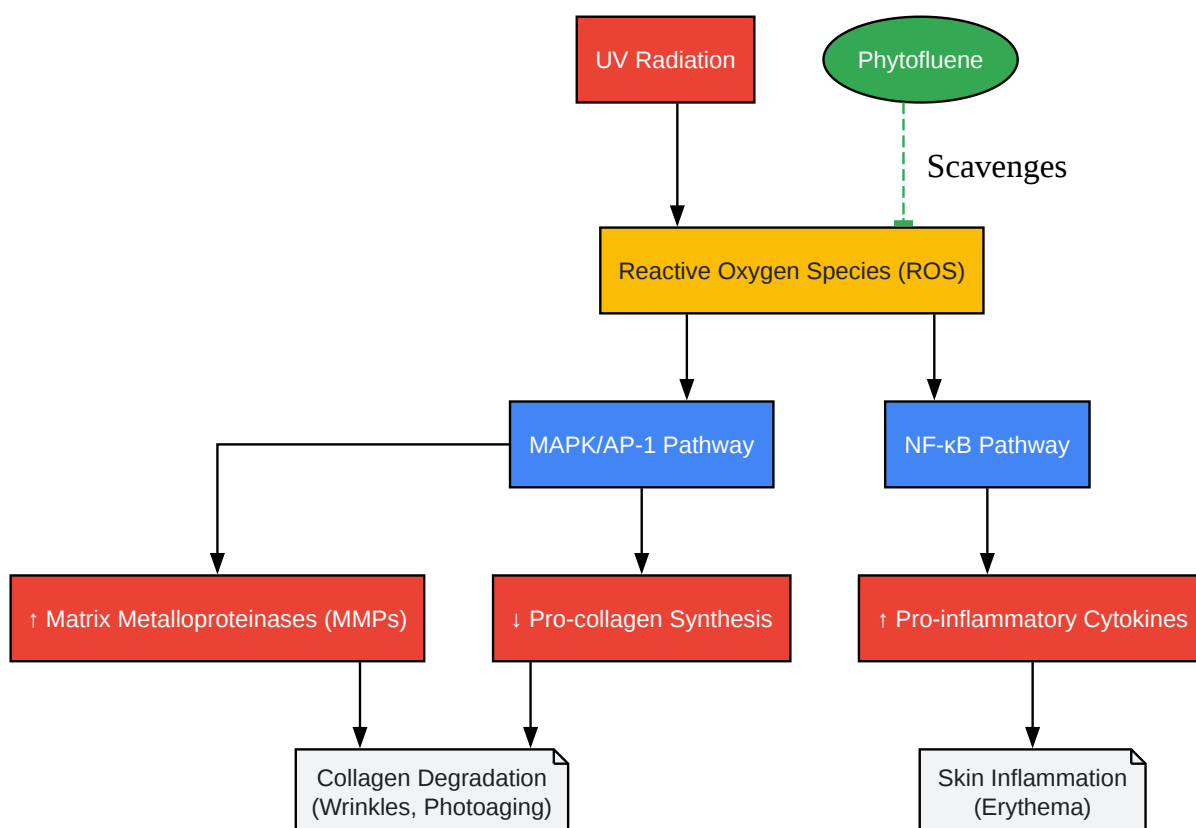 UV Radiation
Phytofluene
Scavenges
Reactive Oxygen Species (ROS)
MAPK/AP-1 Pathway
NF-κB Pathway
↑ Matrix Metalloproteinases (MMPs)
↓ Pro-collagen Synthesis
↑ Pro-inflammatory Cytokines
Collagen Degradation
(Wrinkles, Photoaging)
Skin Inflammation
(Erythema)